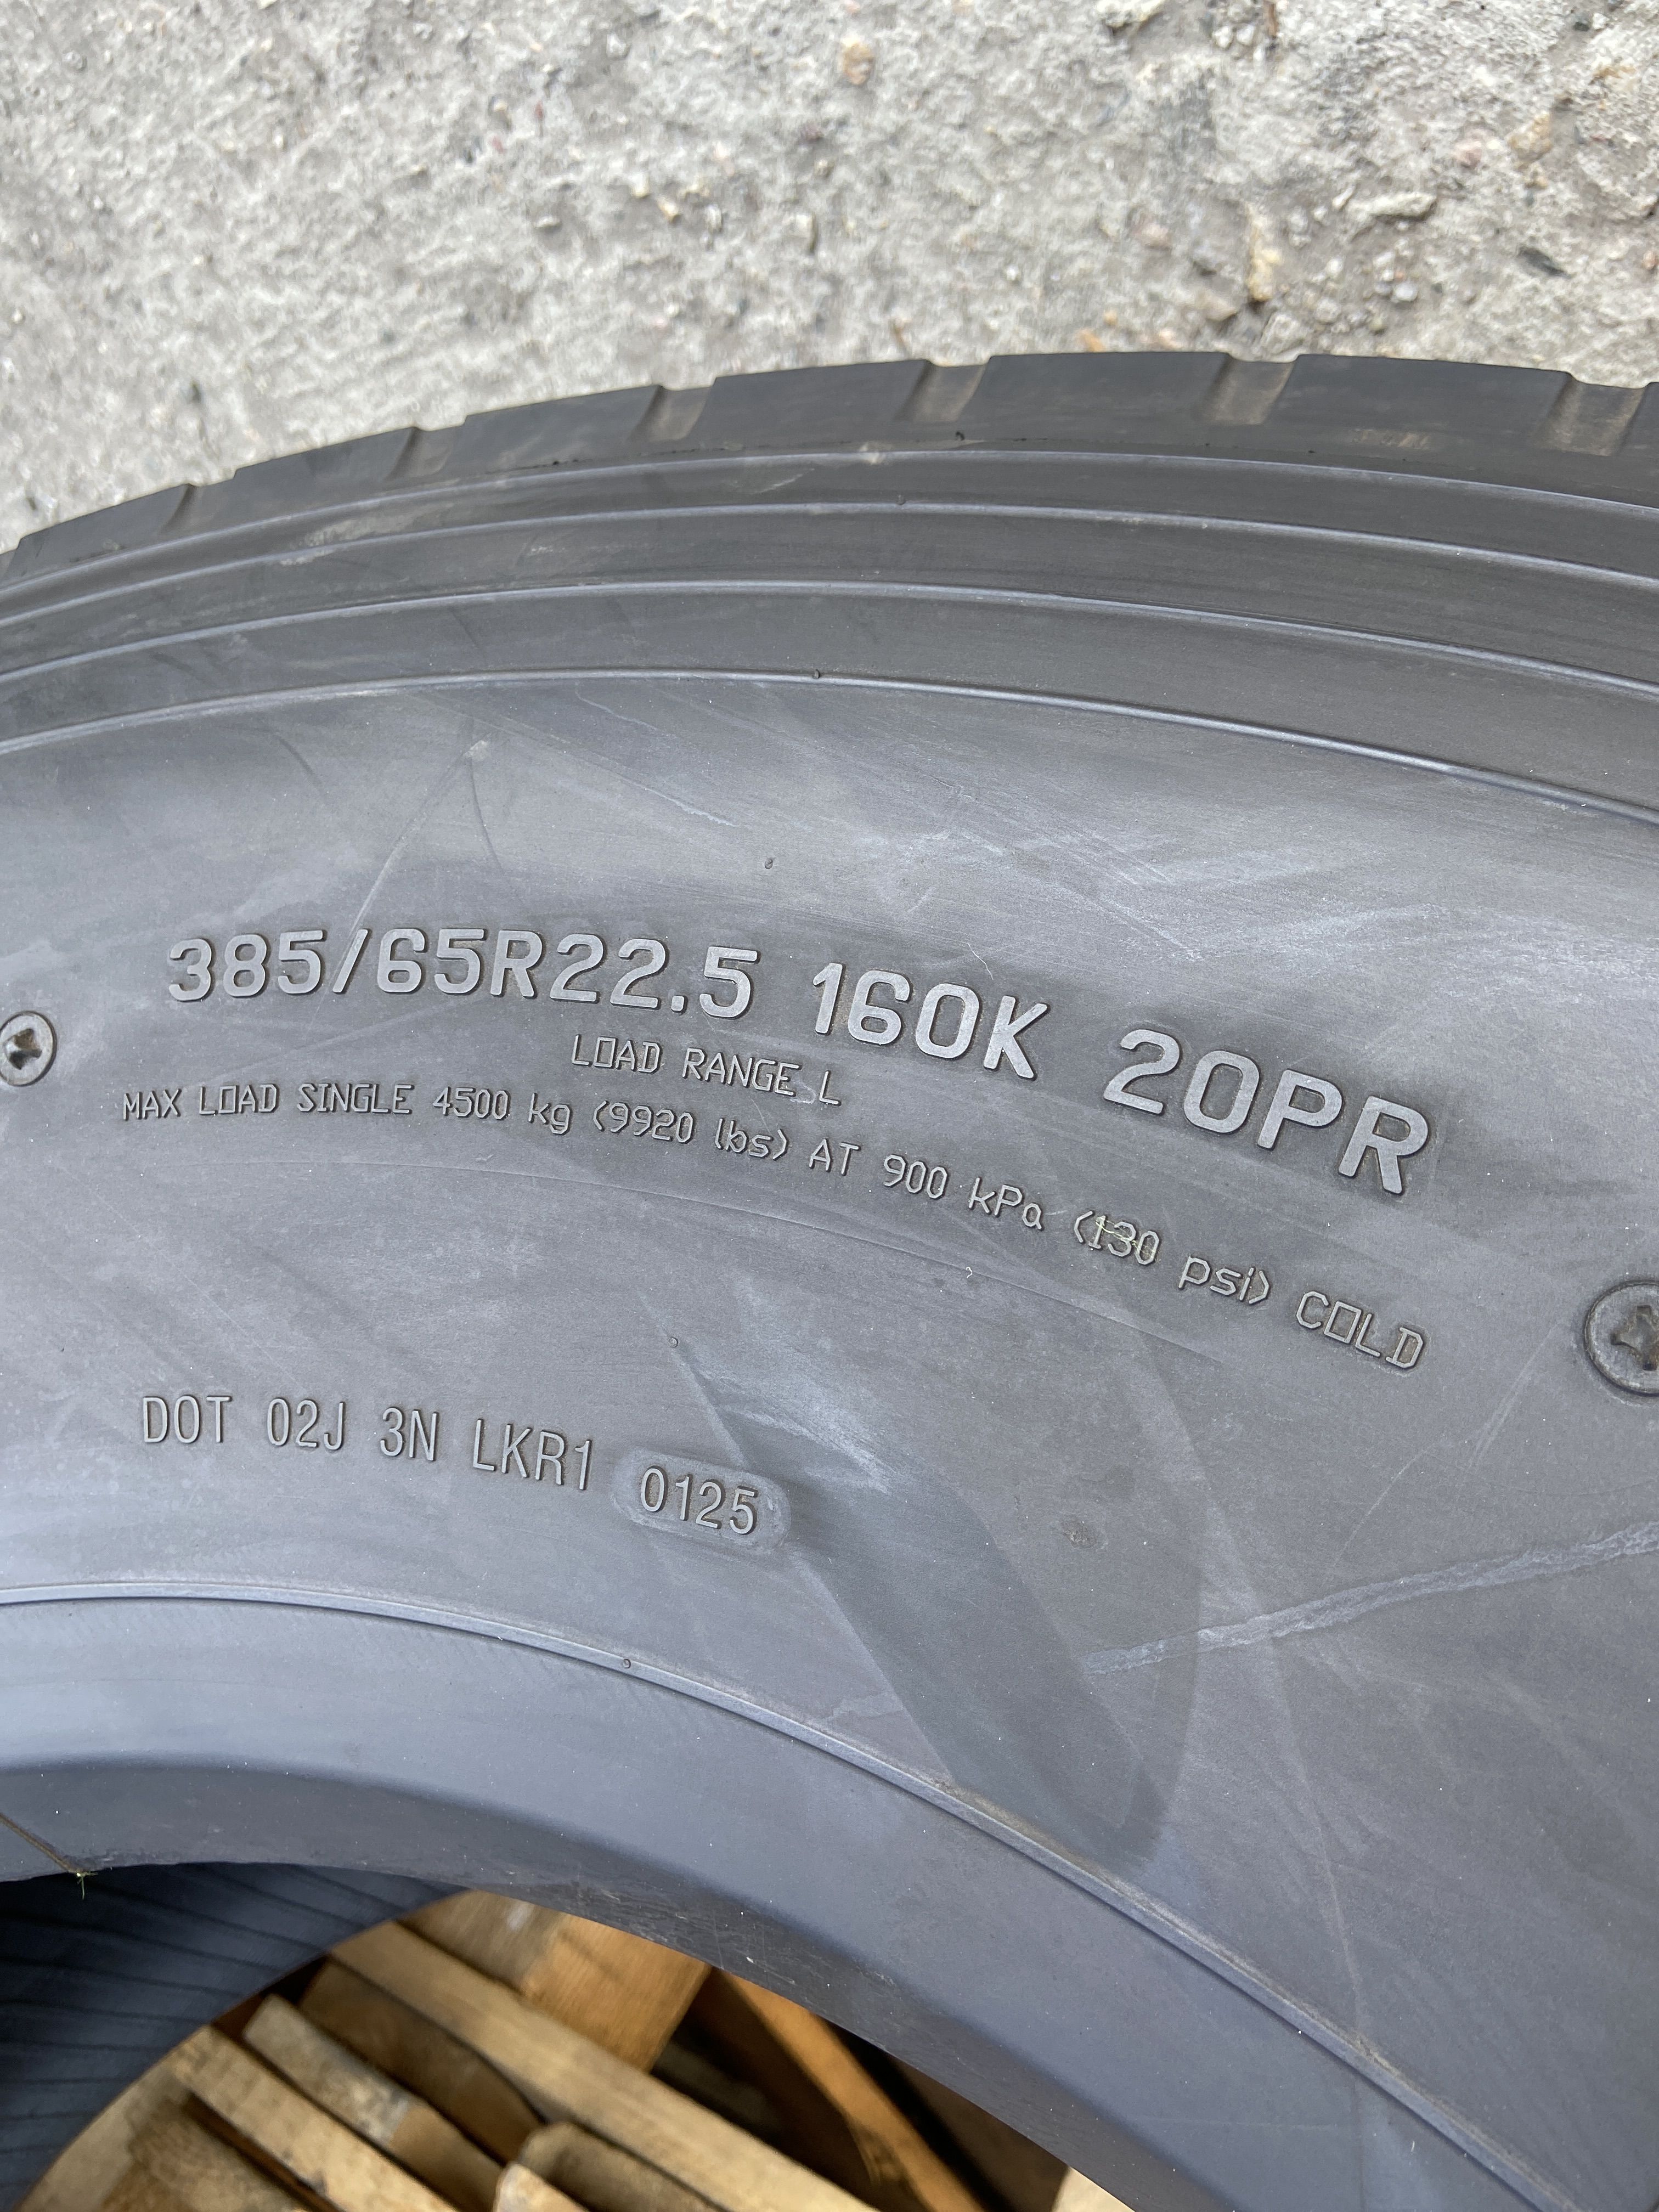 385/65R22.5 160K 20PR
LOAD RANGE L
MAX LOAD SINGLE 4500 kg (9920 lbs) AT 900 kPa (130 psi) COLD
DOT 02J 3N LKR1 0125